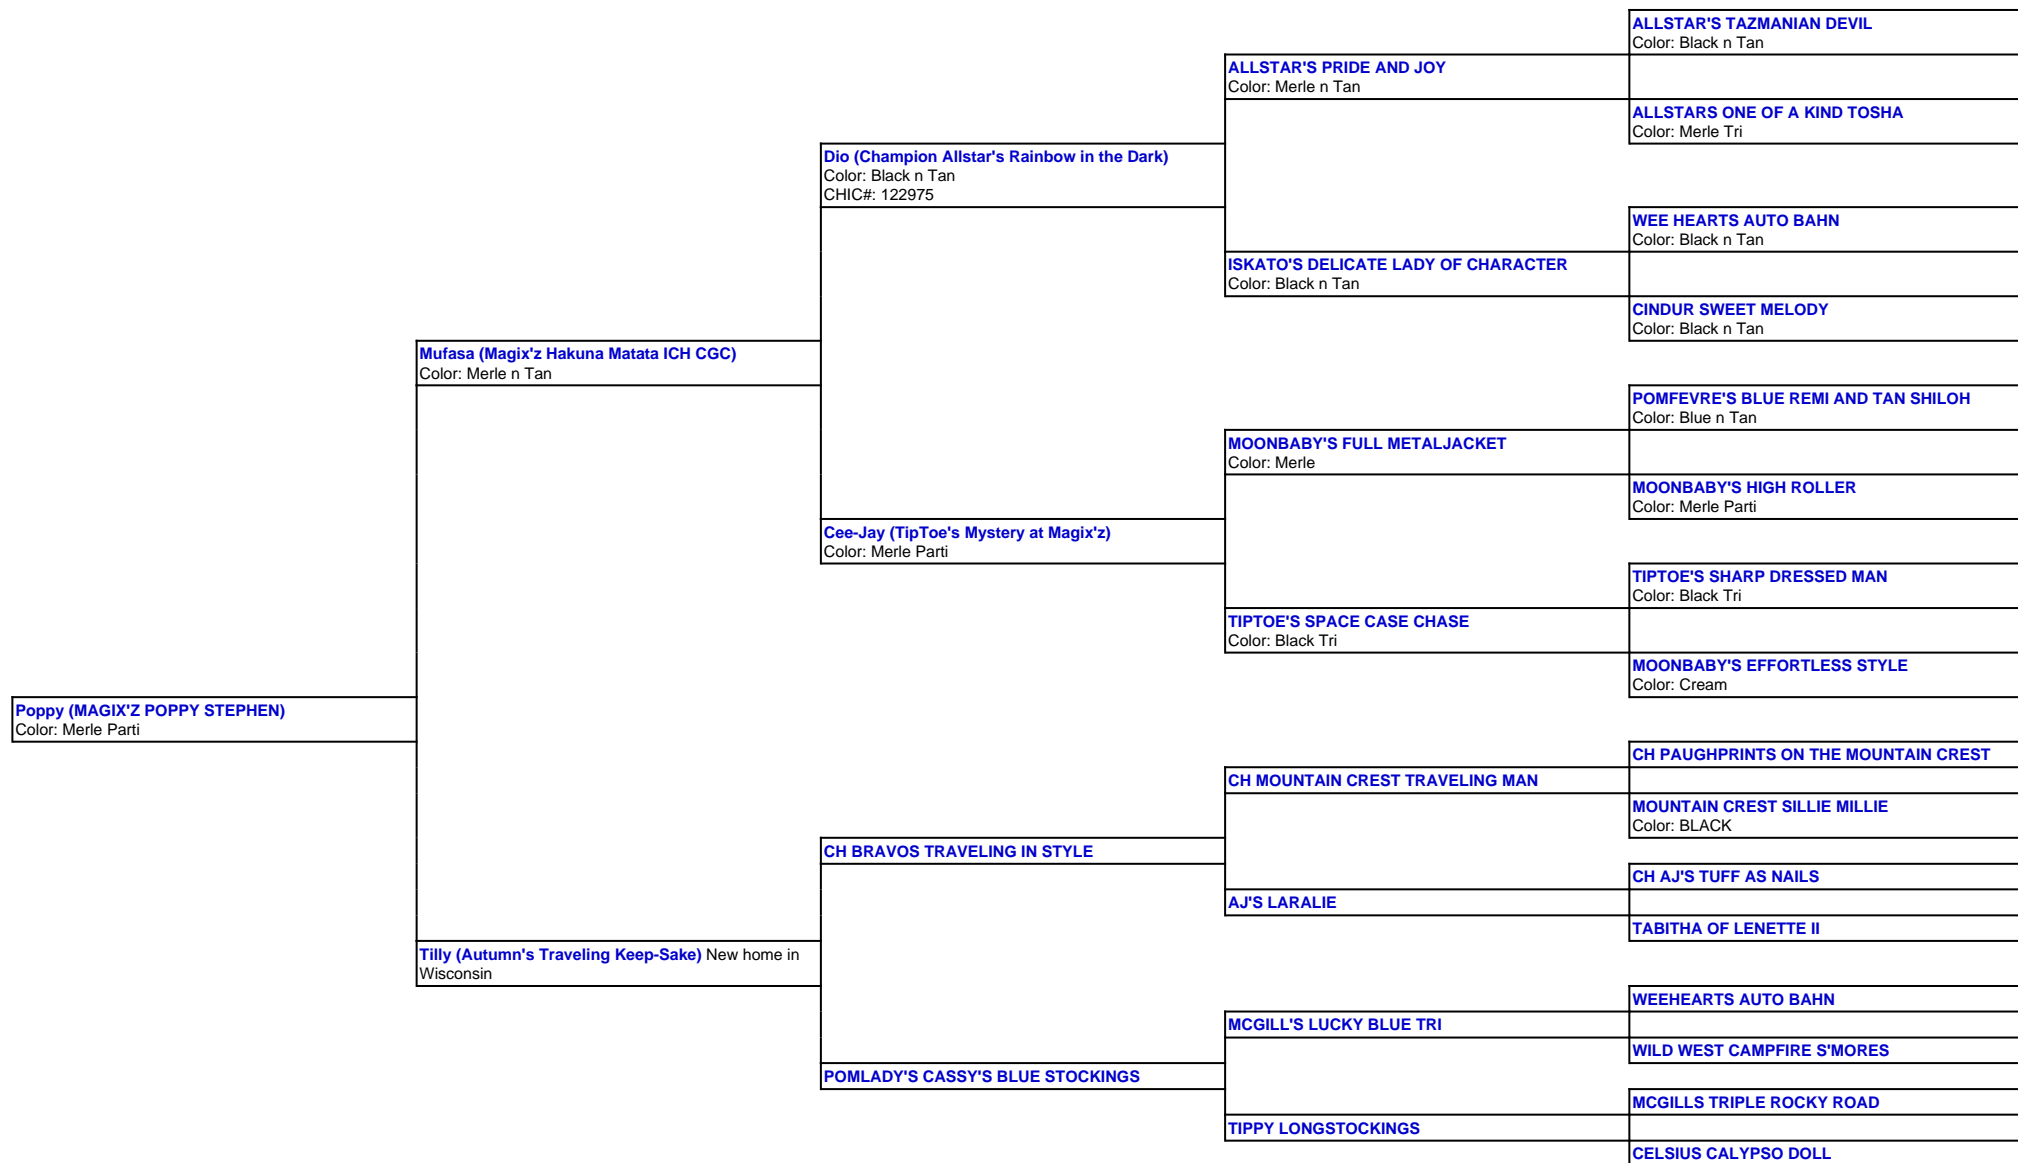 ALLSTAR'S TAZMANIAN DEVIL
Color: Black n Tan
ALLSTAR'S PRIDE AND JOY
Color: Merle n Tan
ALLSTARS ONE OF A KIND TOSHA
Color: Merle Tri
Dio (Champion Allstar's Rainbow in the Dark)
Color: Black n Tan
CHIC#: 122975
WEE HEARTS AUTO BAHN
Color: Black n Tan
ISKATO'S DELICATE LADY OF CHARACTER
Color: Black n Tan
CINDUR SWEET MELODY
Color: Black n Tan
Mufasa (Magix'z Hakuna Matata ICH CGC)
Color: Merle n Tan
POMFEVRE'S BLUE REMI AND TAN SHILOH
Color: Blue n Tan
MOONBABY'S FULL METALJACKET
Color: Merle
MOONBABY'S HIGH ROLLER
Color: Merle Parti
Cee-Jay (TipToe's Mystery at Magix'z)
Color: Merle Parti
TIPTOE'S SHARP DRESSED MAN
Color: Black Tri
TIPTOE'S SPACE CASE CHASE
Color: Black Tri
MOONBABY'S EFFORTLESS STYLE
Color: Cream
Poppy (MAGIX'Z POPPY STEPHEN)
Color: Merle Parti
CH PAUGHPRINTS ON THE MOUNTAIN CREST
CH MOUNTAIN CREST TRAVELING MAN
MOUNTAIN CREST SILLIE MILLIE
Color: BLACK
CH BRAVOS TRAVELING IN STYLE
CH AJ'S TUFF AS NAILS
AJ'S LARALIE
TABITHA OF LENETTE II
Tilly (Autumn's Traveling Keep-Sake) New home in
Wisconsin
WEEHEARTS AUTO BAHN
MCGILL'S LUCKY BLUE TRI
WILD WEST CAMPFIRE S'MORES
POMLADY'S CASSY'S BLUE STOCKINGS
MCGILLS TRIPLE ROCKY ROAD
TIPPY LONGSTOCKINGS
CELSIUS CALYPSO DOLL